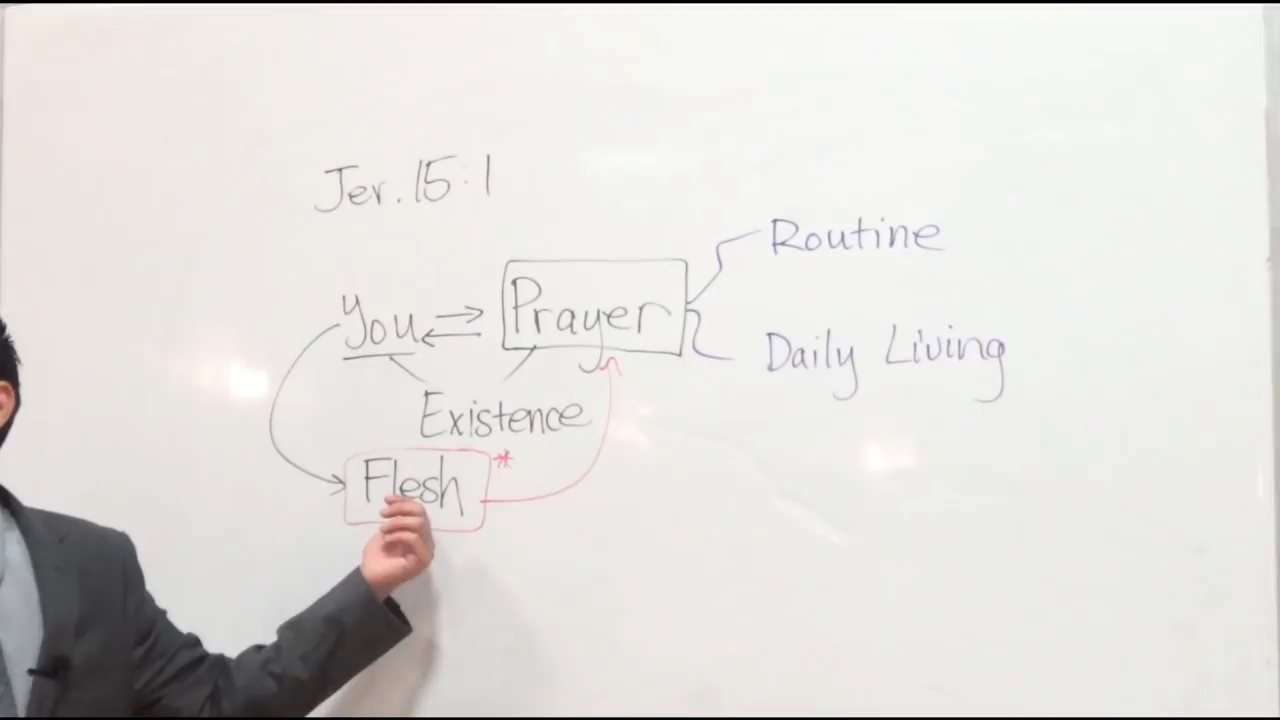 Jer. 15:1
Routine
You ⇄ Prayer
Daily Living
Existence
Flesh *